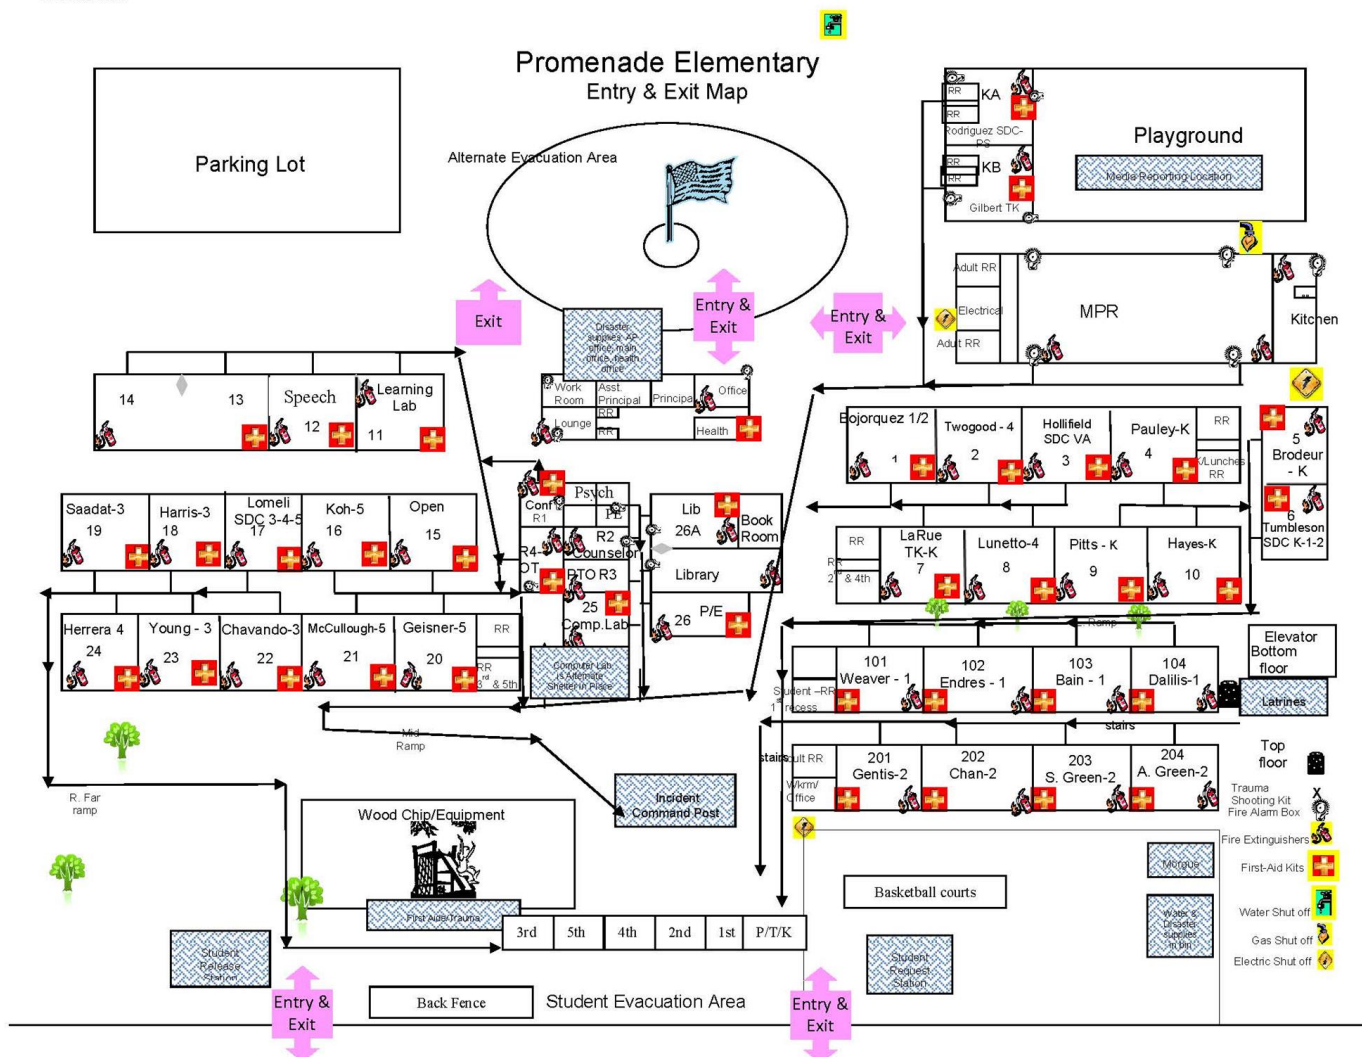 Promenade Elementary
Entry & Exit Map
Parking Lot
Alternate Evacuation Area
RR
KA
RR
Rodriguez SDC-
PS
RR
KB
RR
Gilbert TK
Playground
Media Reporting Location
Exit
Entry &
Exit
Entry &
Exit
Adult RR
Electrical
Adult RR
MPR
Kitchen
Disaster
supplies: AP
office, main
office, health
office
Work
Room
Asst.
Principal
Principal
Office
RR
Lounge
RR
Health
14
13
Speech
12
Learning
Lab
11
Bojorquez 1/2
1
Twogood - 4
2
Hollifield
SDC VA
3
Pauley-K
4
RR
RR
5
Brodeur
- K
6
Tumbleson
SDC K-1-2
Saadat-3
19
Harris-3
18
Lomeli
SDC 3-4-5
17
Koh-5
16
Open
15
Conf
R1
Psych
PE
R2
Counselor
R4-
OT
PTO R3
25
Comp.Lab
Computer Lab
is Alternate
Shelter in Place
Lib
26A
Book
Room
Library
P/E
26
RR
RR
2nd & 4th
LaRue
TK-K
7
Lunetto-4
8
Pitts - K
9
Hayes-K
10
Herrera 4
24
Young - 3
23
Chavando-3
22
McCullough-5
21
Geisner-5
20
RR
RR
3rd & 5th
L. Ramp
Student –RR
1st recess
101
Weaver - 1
102
Endres - 1
103
Bain - 1
104
Dalilis-1
Elevator
Bottom
floor
Latrines
stairs
stairs
Adult RR
Wkrm/
Office
201
Gentis-2
202
Chan-2
203
S. Green-2
204
A. Green-2
Top
floor
Mid
Ramp
R. Far
ramp
Incident
Command Post
Wood Chip/Equipment
First Aide/Trauma
3rd
5th
4th
2nd
1st
P/T/K
Student
Release
Station
Entry &
Exit
Back Fence
Student Evacuation Area
Entry &
Exit
Basketball courts
Student
Request
Station
Morgue
Water &
Disaster
supplies
in bin
Trauma
Shooting Kit
X
Fire Alarm Box
Fire Extinguishers
First-Aid Kits
Water Shut off
Gas Shut off
Electric Shut off